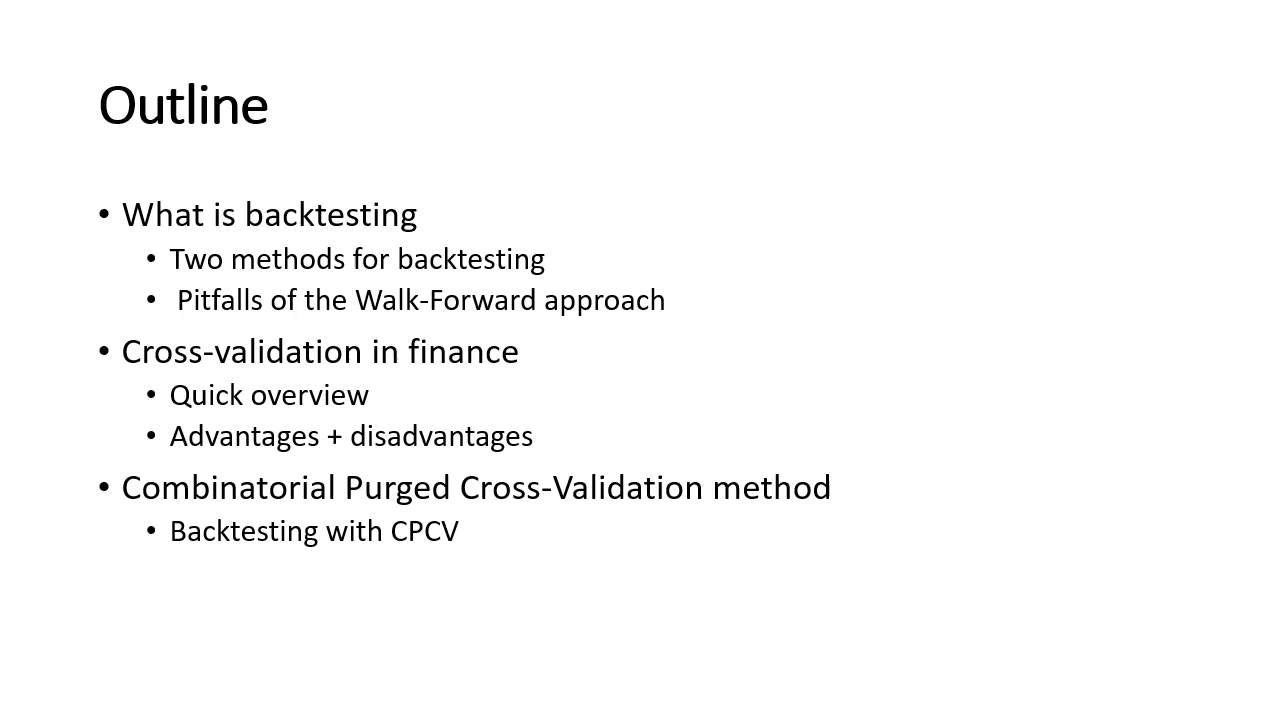 Outline
• What is backtesting
• Two methods for backtesting
• Pitfalls of the Walk-Forward approach
• Cross-validation in finance
• Quick overview
• Advantages + disadvantages
• Combinatorial Purged Cross-Validation method
• Backtesting with CPCV